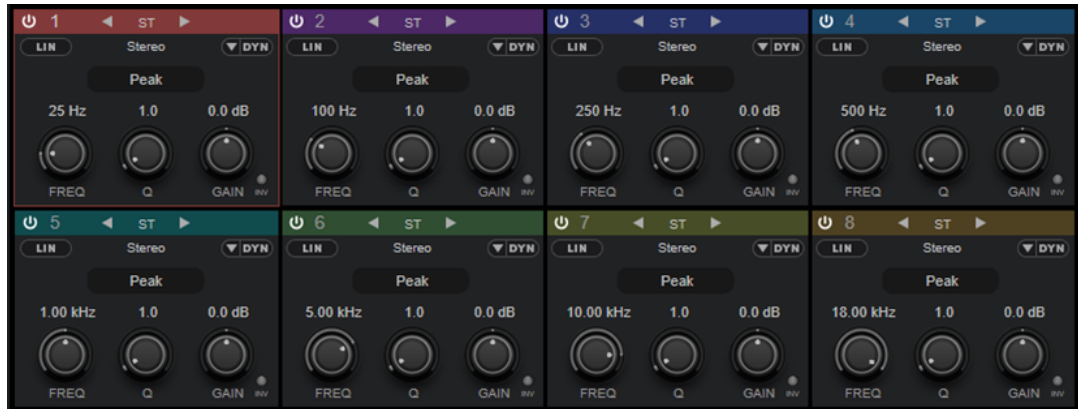 1 ST 2 ST 3 ST 4 ST
LIN Stereo DYN LIN Stereo DYN LIN Stereo DYN LIN Stereo DYN
Peak Peak Peak Peak
25 Hz 1.0 0.0 dB 100 Hz 1.0 0.0 dB 250 Hz 1.0 0.0 dB 500 Hz 1.0 0.0 dB
FREQ Q GAIN INV FREQ Q GAIN INV FREQ Q GAIN INV FREQ Q GAIN INV
5 ST 6 ST 7 ST 8 ST
LIN Stereo DYN LIN Stereo DYN LIN Stereo DYN LIN Stereo DYN
Peak Peak Peak Peak
1.00 kHz 1.0 0.0 dB 5.00 kHz 1.0 0.0 dB 10.00 kHz 1.0 0.0 dB 18.00 kHz 1.0 0.0 dB
FREQ Q GAIN INV FREQ Q GAIN INV FREQ Q GAIN INV FREQ Q GAIN INV